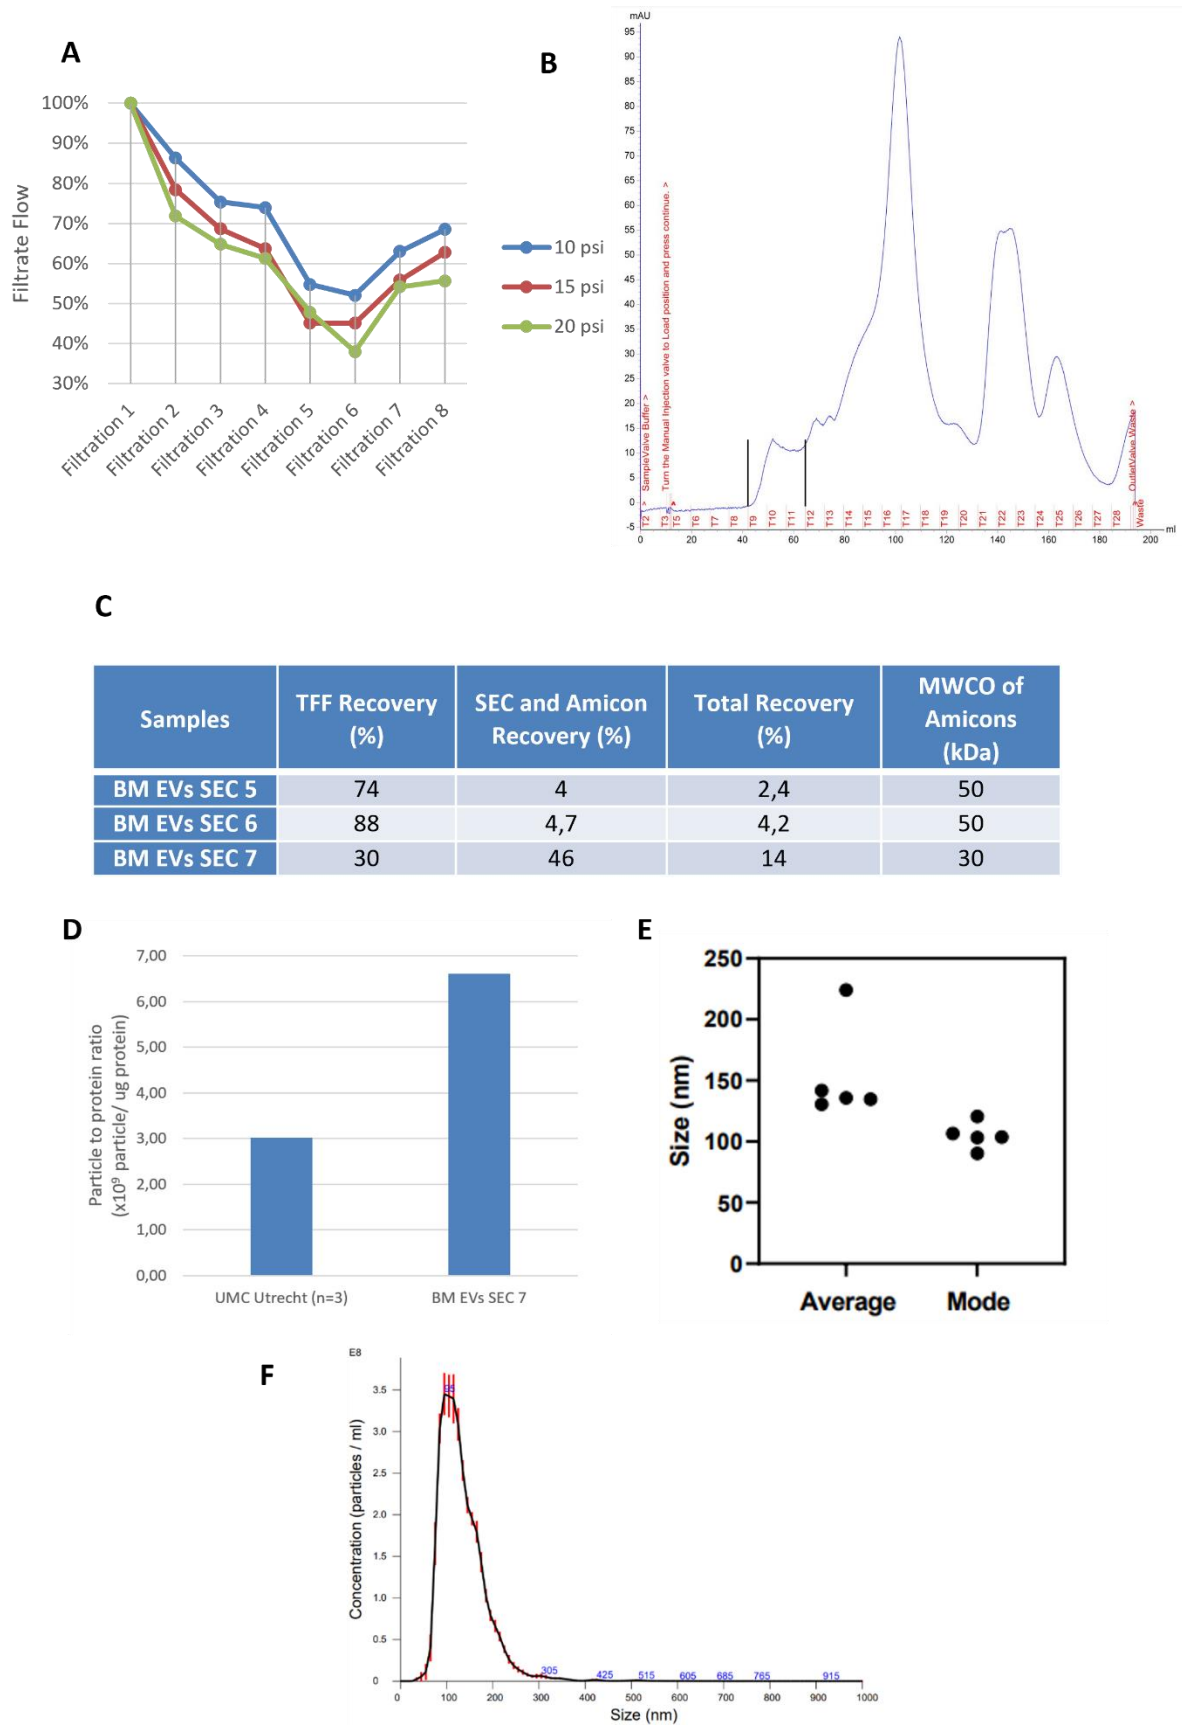 A
100%
90%
80%
70%
60%
50%
40%
30%
Filtrate Flow
Filtration 1
Filtration 2
Filtration 3
Filtration 4
Filtration 5
Filtration 6
Filtration 7
Filtration 8
10 psi
15 psi
20 psi
B
mAU
95
90
85
80
75
70
65
60
55
50
45
40
35
30
25
20
15
10
5
0
-5
SampleValve Buffer >
Turn the Manual Injection valve to Load position and press continue. >
OutletValve Waste >
T2
T3
T5
T6
T7
T8
T9
T10
T11
T12
T13
T14
T15
T16
T17
T18
T19
T20
T21
T22
T23
T24
T25
T26
T27
T28
Waste
0 20 40 60 80 100 120 140 160 180 200
ml
C
Samples TFF Recovery (%) SEC and Amicon Recovery (%) Total Recovery (%) MWCO of Amicons (kDa)
BM EVs SEC 5 74 4 2,4 50
BM EVs SEC 6 88 4,7 4,2 50
BM EVs SEC 7 30 46 14 30
D
Particle to protein ratio
(x10⁹ particle/ ug protein)
7,00
6,00
5,00
4,00
3,00
2,00
1,00
0,00
UMC Utrecht (n=3) BM EVs SEC 7
E
Size (nm)
250
200
150
100
50
0
Average Mode
F
E8
Concentration (particles / ml)
3.5
3.0
2.5
2.0
1.5
1.0
0.5
0
95
305 425 515 605 685 765 915
0 100 200 300 400 500 600 700 800 900 1000
Size (nm)